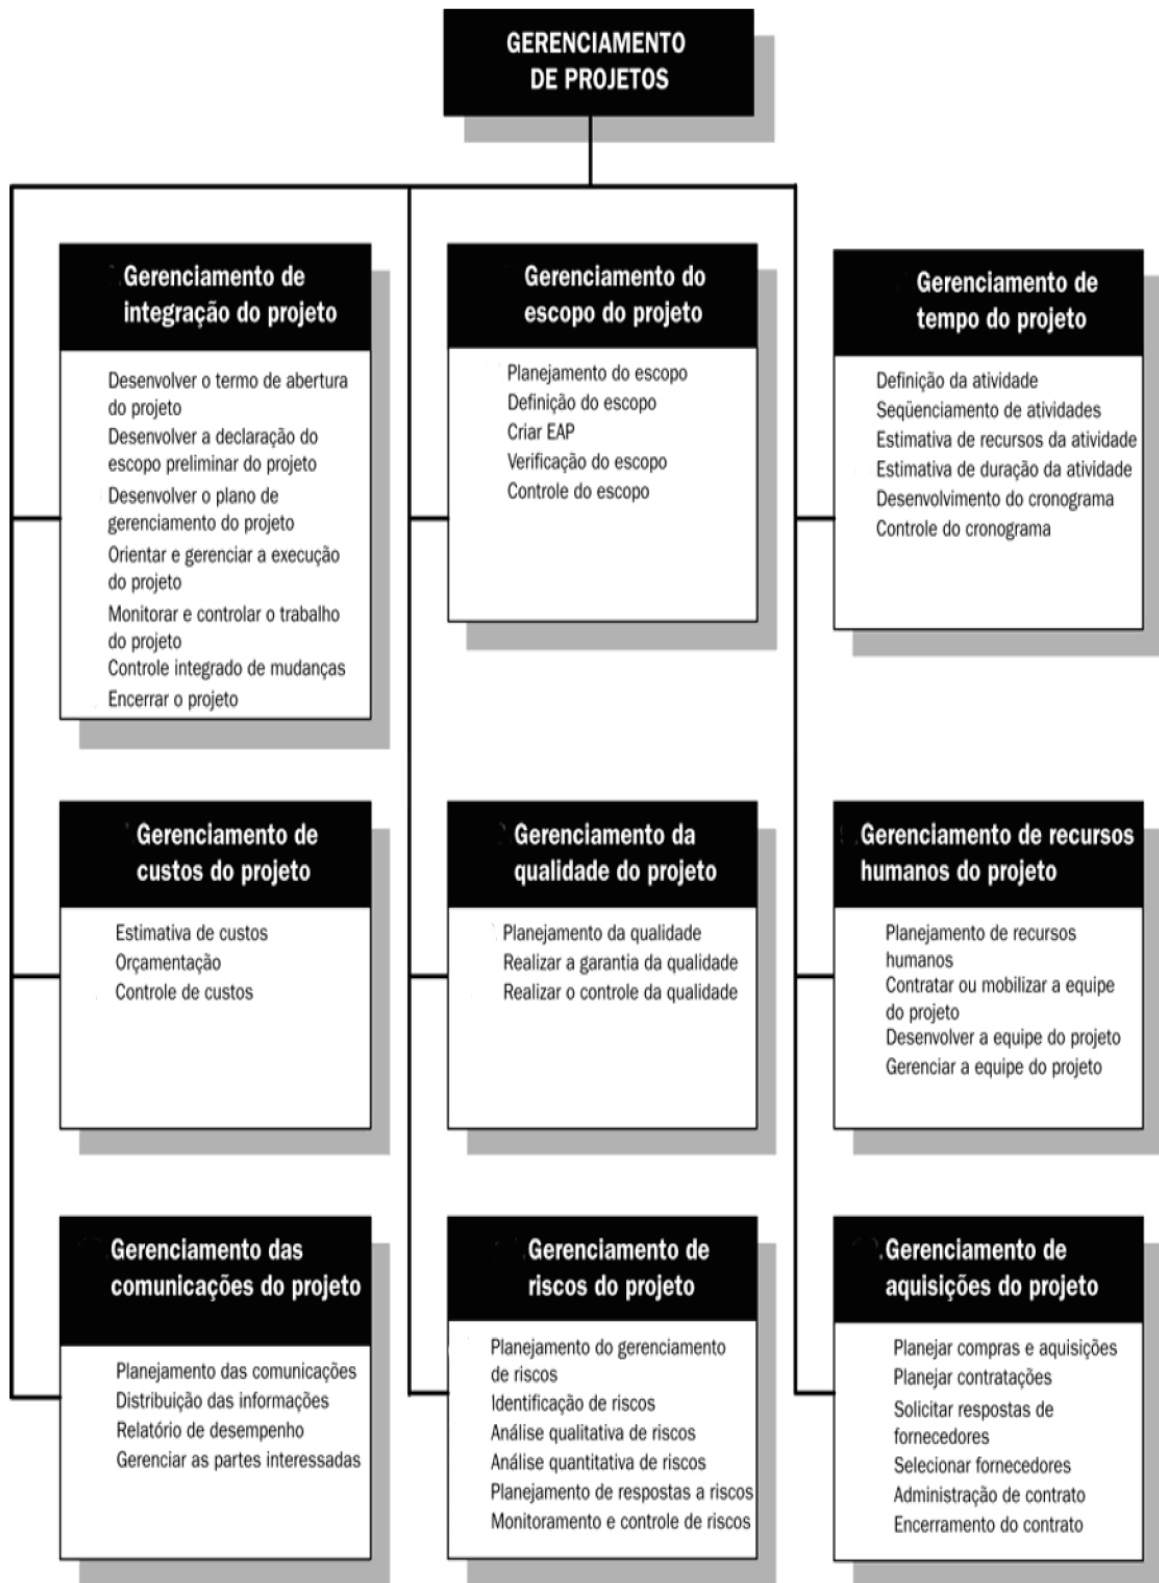 GERENCIAMENTO
DE PROJETOS
Gerenciamento de
integração do projeto
Desenvolver o termo de abertura
do projeto
Desenvolver a declaração do
escopo preliminar do projeto
Desenvolver o plano de
gerenciamento do projeto
Orientar e gerenciar a execução
do projeto
Monitorar e controlar o trabalho
do projeto
Controle integrado de mudanças
Encerrar o projeto
Gerenciamento do
escopo do projeto
Planejamento do escopo
Definição do escopo
Criar EAP
Verificação do escopo
Controle do escopo
Gerenciamento de
tempo do projeto
Definição da atividade
Seqüenciamento de atividades
Estimativa de recursos da atividade
Estimativa de duração da atividade
Desenvolvimento do cronograma
Controle do cronograma
Gerenciamento de
custos do projeto
Estimativa de custos
Orçamentação
Controle de custos
Gerenciamento da
qualidade do projeto
Planejamento da qualidade
Realizar a garantia da qualidade
Realizar o controle da qualidade
Gerenciamento de recursos
humanos do projeto
Planejamento de recursos
humanos
Contratar ou mobilizar a equipe
do projeto
Desenvolver a equipe do projeto
Gerenciar a equipe do projeto
Gerenciamento das
comunicações do projeto
Planejamento das comunicações
Distribuição das informações
Relatório de desempenho
Gerenciar as partes interessadas
Gerenciamento de
riscos do projeto
Planejamento do gerenciamento
de riscos
Identificação de riscos
Análise qualitativa de riscos
Análise quantitativa de riscos
Planejamento de respostas a riscos
Monitoramento e controle de riscos
.Gerenciamento de
aquisições do projeto
Planejar compras e aquisições
Planejar contratações
Solicitar respostas de
fornecedores
Selecionar fornecedores
Administração de contrato
Encerramento do contrato